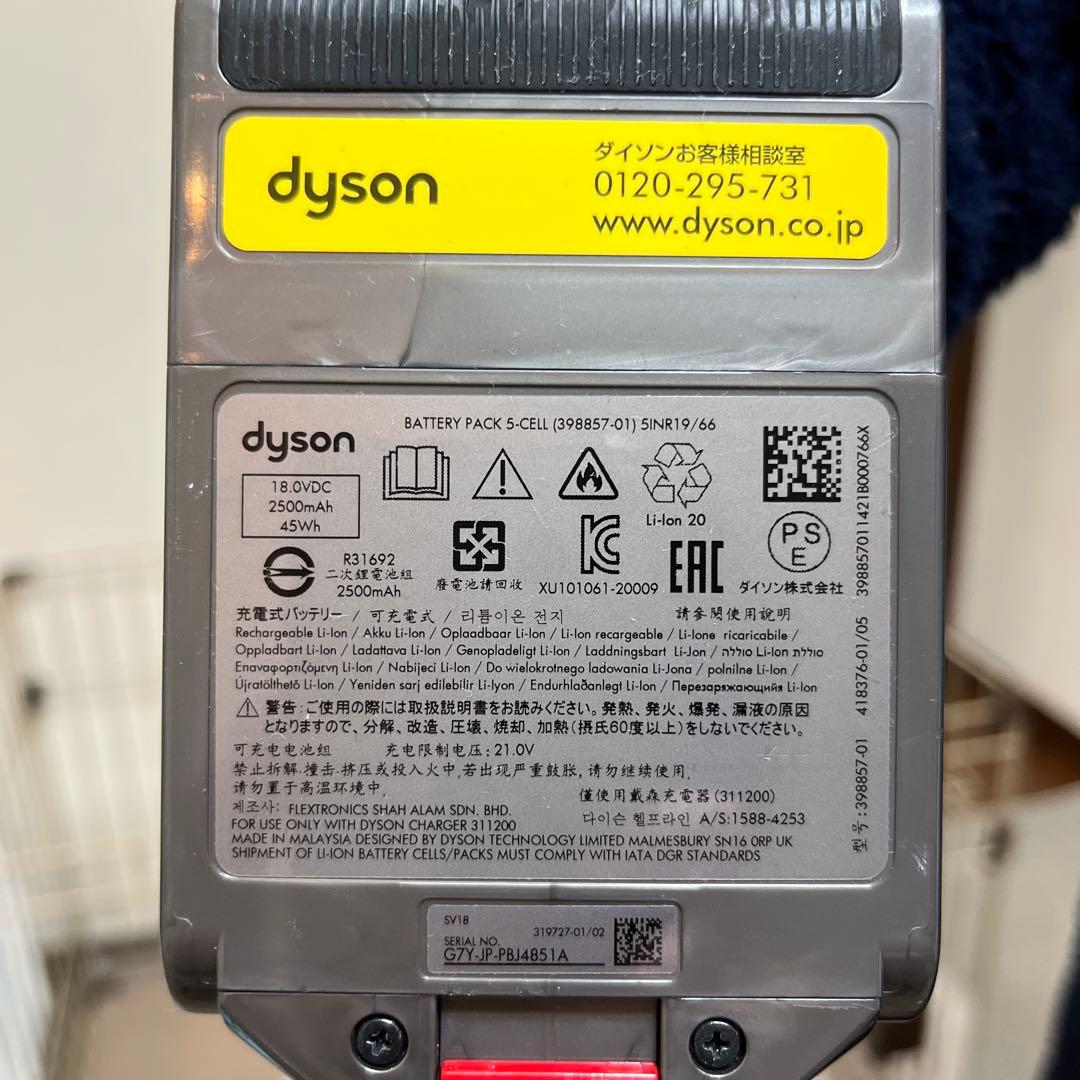 dyson
ダイソンお客様相談室
0120-295-731
www.dyson.co.jp
BATTERY PACK 5-CELL (398857-01) 5INR19/66
dyson
18.0VDC
2500mAh
45Wh
Li-Ion 20
PSE
R31692
二次鋰電池組
2500mAh
廢電池請回收
XU101061-20009
EAC
ダイソン株式会社
充電式バッテリー / 可充電式 / 리튬이온 전지
請參閱使用說明
Rechargeable Li-Ion / Akku Li-Ion / Oplaadbaar Li-Ion / Li-Ion recargable / Li-Ione ricaricabile /
Oppladbart Li-Ion / Ladattava Li-Ion / Genopladeligt Li-Ion / Laddningsbart Li-Jon / סוללה Li-Ion סוללת
Επαναφορτιζόμενη Li-Ion / Nabijeci Li-Ion / Do wielokrotnego ladowania Li-Jona / polnilne Li-Ion /
Újratölthető Li-Ion / Yeniden sarj edilebilir Li-Iyon / Endurhlaðanlegt Li-Ion / Перезаряжающийя Li-Ion
警告:ご使用の際には取扱説明書をお読みください。発熱、発火、爆発、漏液の原因
となりますので、分解、改造、圧壊、焼却、加熱(摂氏60度以上)をしないでください。
可充电电池组 充电限制电压: 21.0V
禁止拆解.撞击.挤压或投入火中,若出现严重鼓胀,请勿继续使用.
请勿置于高温环境中.
僅使用戴森充電器(311200)
제조사: FLEXTRONICS SHAH ALAM SDN. BHD.
다이슨 헬프라인 A/S:1588-4253
FOR USE ONLY WITH DYSON CHARGER 311200
MADE IN MALAYSIA DESIGNED BY DYSON TECHNOLOGY LIMITED MALMESBURY SN16 0RP UK
SHIPMENT OF LI-ION BATTERY CELLS/PACKS MUST COMPLY WITH IATA DGR STANDARDS
型号: 398857-01 418376-01/05 398857011421B000766X
SV18
319727-01/02
SERIAL NO.
G7Y-JP-PBJ4851A